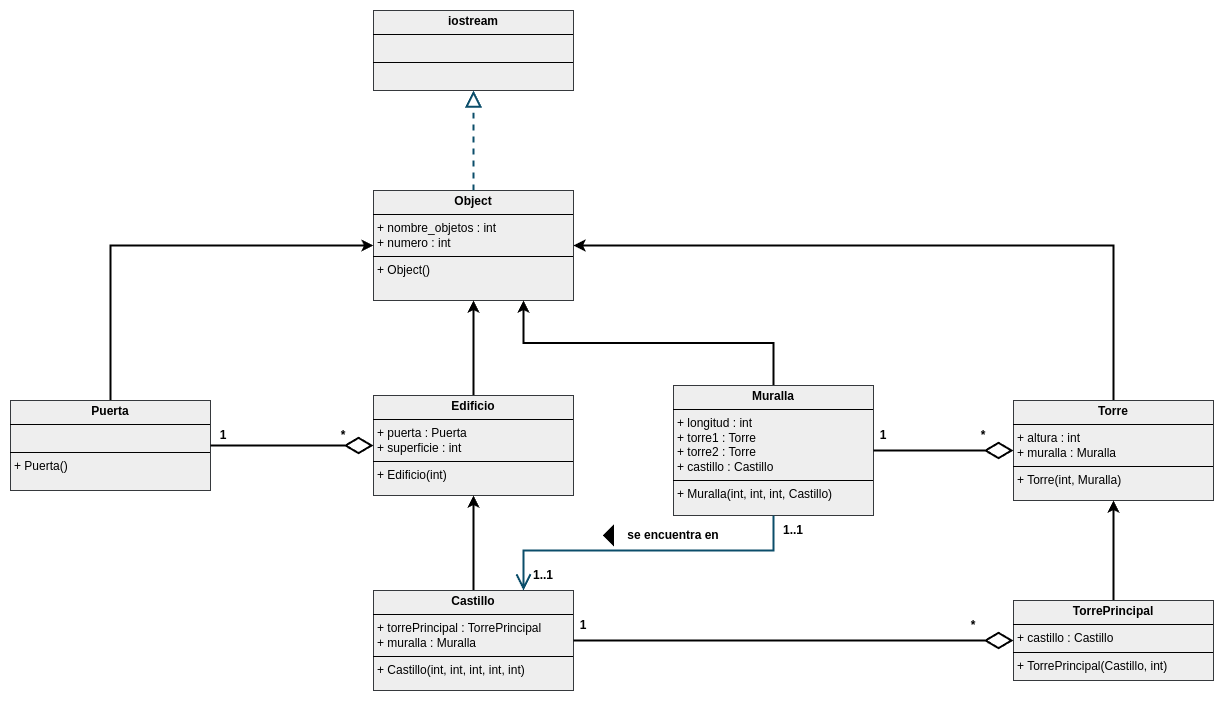 iostream
Object
+ nombre_objetos : int
+ numero : int
+ Object()
Puerta
+ Puerta()
1
*
Edificio
+ puerta : Puerta
+ superficie : int
+ Edificio(int)
Muralla
+ longitud : int
+ torre1 : Torre
+ torre2 : Torre
+ castillo : Castillo
+ Muralla(int, int, int, Castillo)
1
*
Torre
+ altura : int
+ muralla : Muralla
+ Torre(int, Muralla)
se encuentra en
1..1
1..1
Castillo
+ torrePrincipal : TorrePrincipal
+ muralla : Muralla
+ Castillo(int, int, int, int, int)
1
*
TorrePrincipal
+ castillo : Castillo
+ TorrePrincipal(Castillo, int)